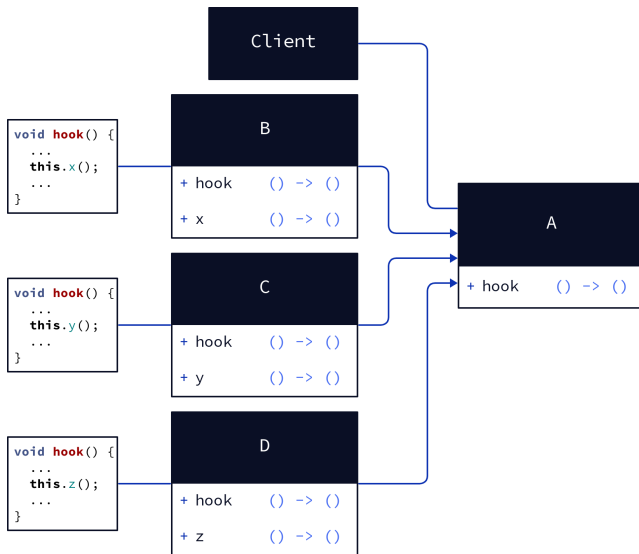 Client
B
+ hook () -> ()
+ x () -> ()
void hook() {
...
this.x();
...
}
A
+ hook () -> ()
C
+ hook () -> ()
+ y () -> ()
void hook() {
...
this.y();
...
}
D
+ hook () -> ()
+ z () -> ()
void hook() {
...
this.z();
...
}